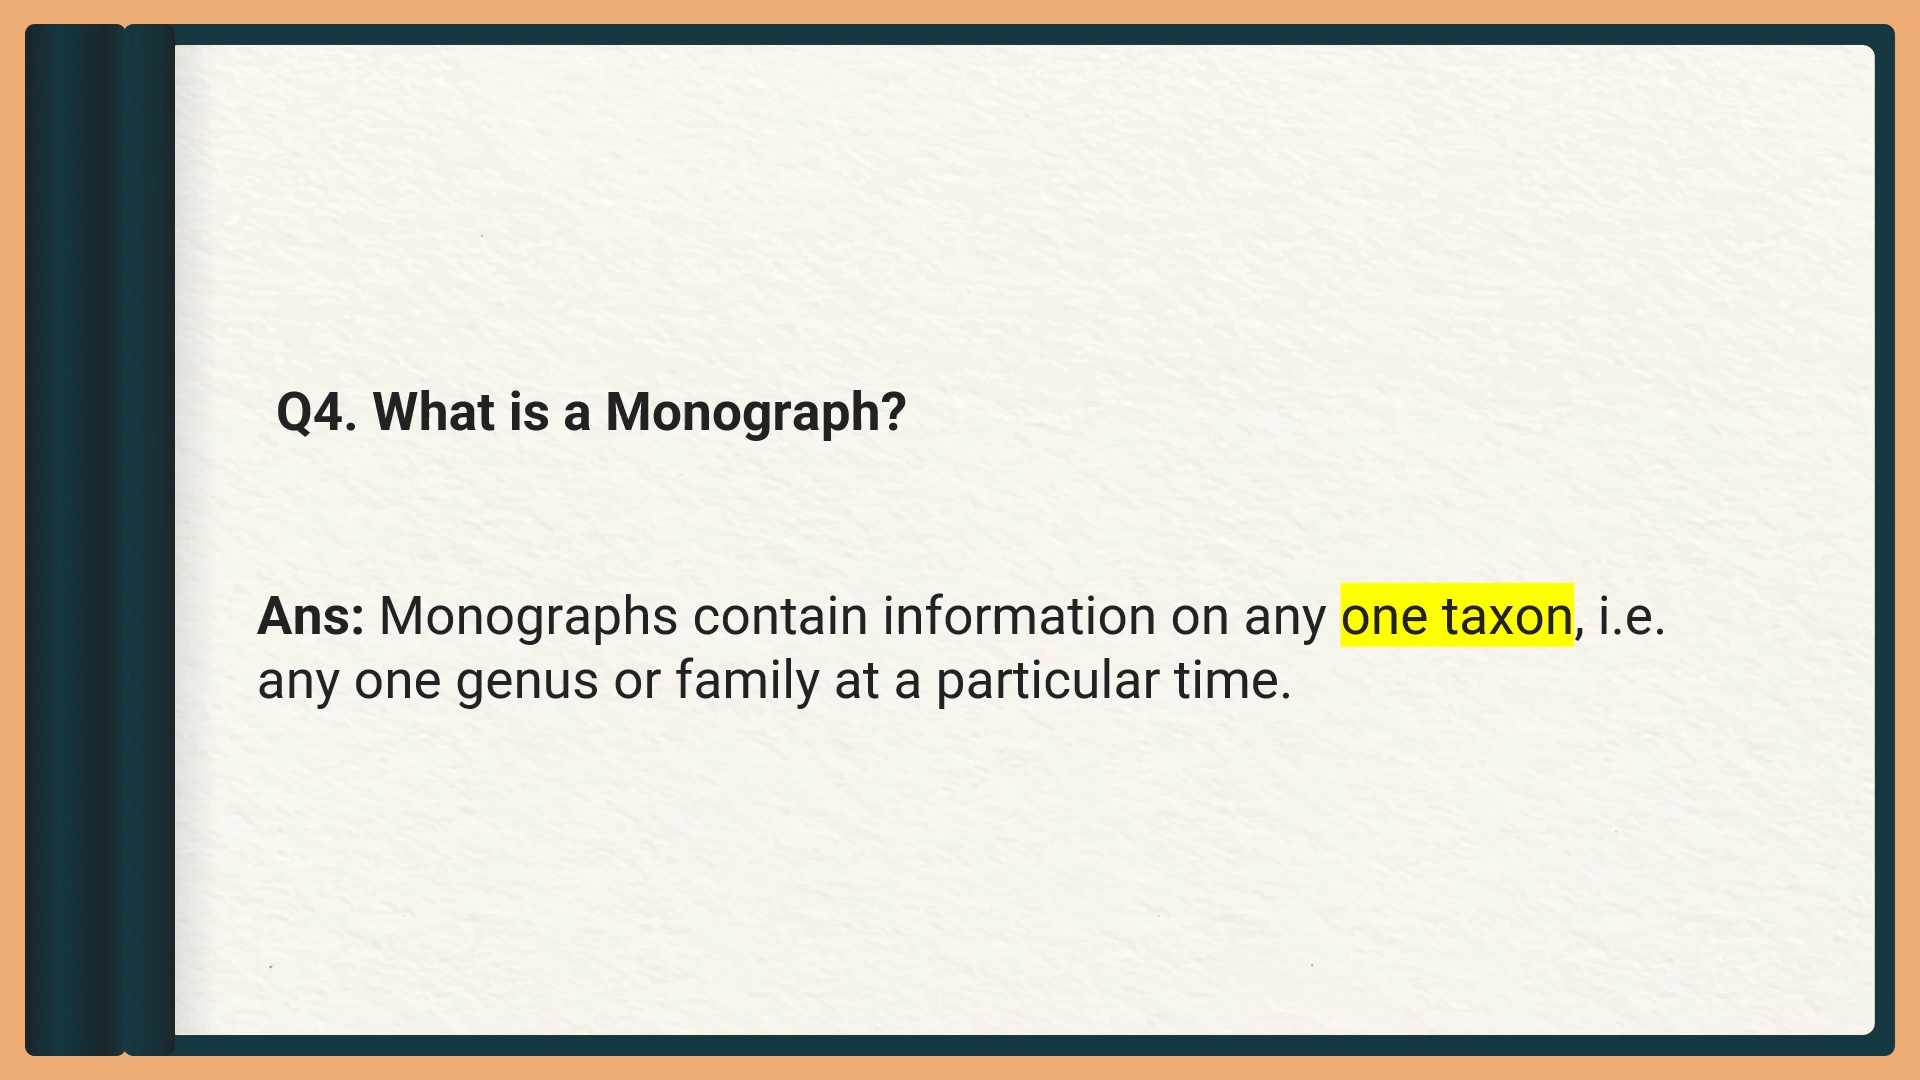 Q4. What is a Monograph?
Ans: Monographs contain information on any one taxon, i.e.
any one genus or family at a particular time.